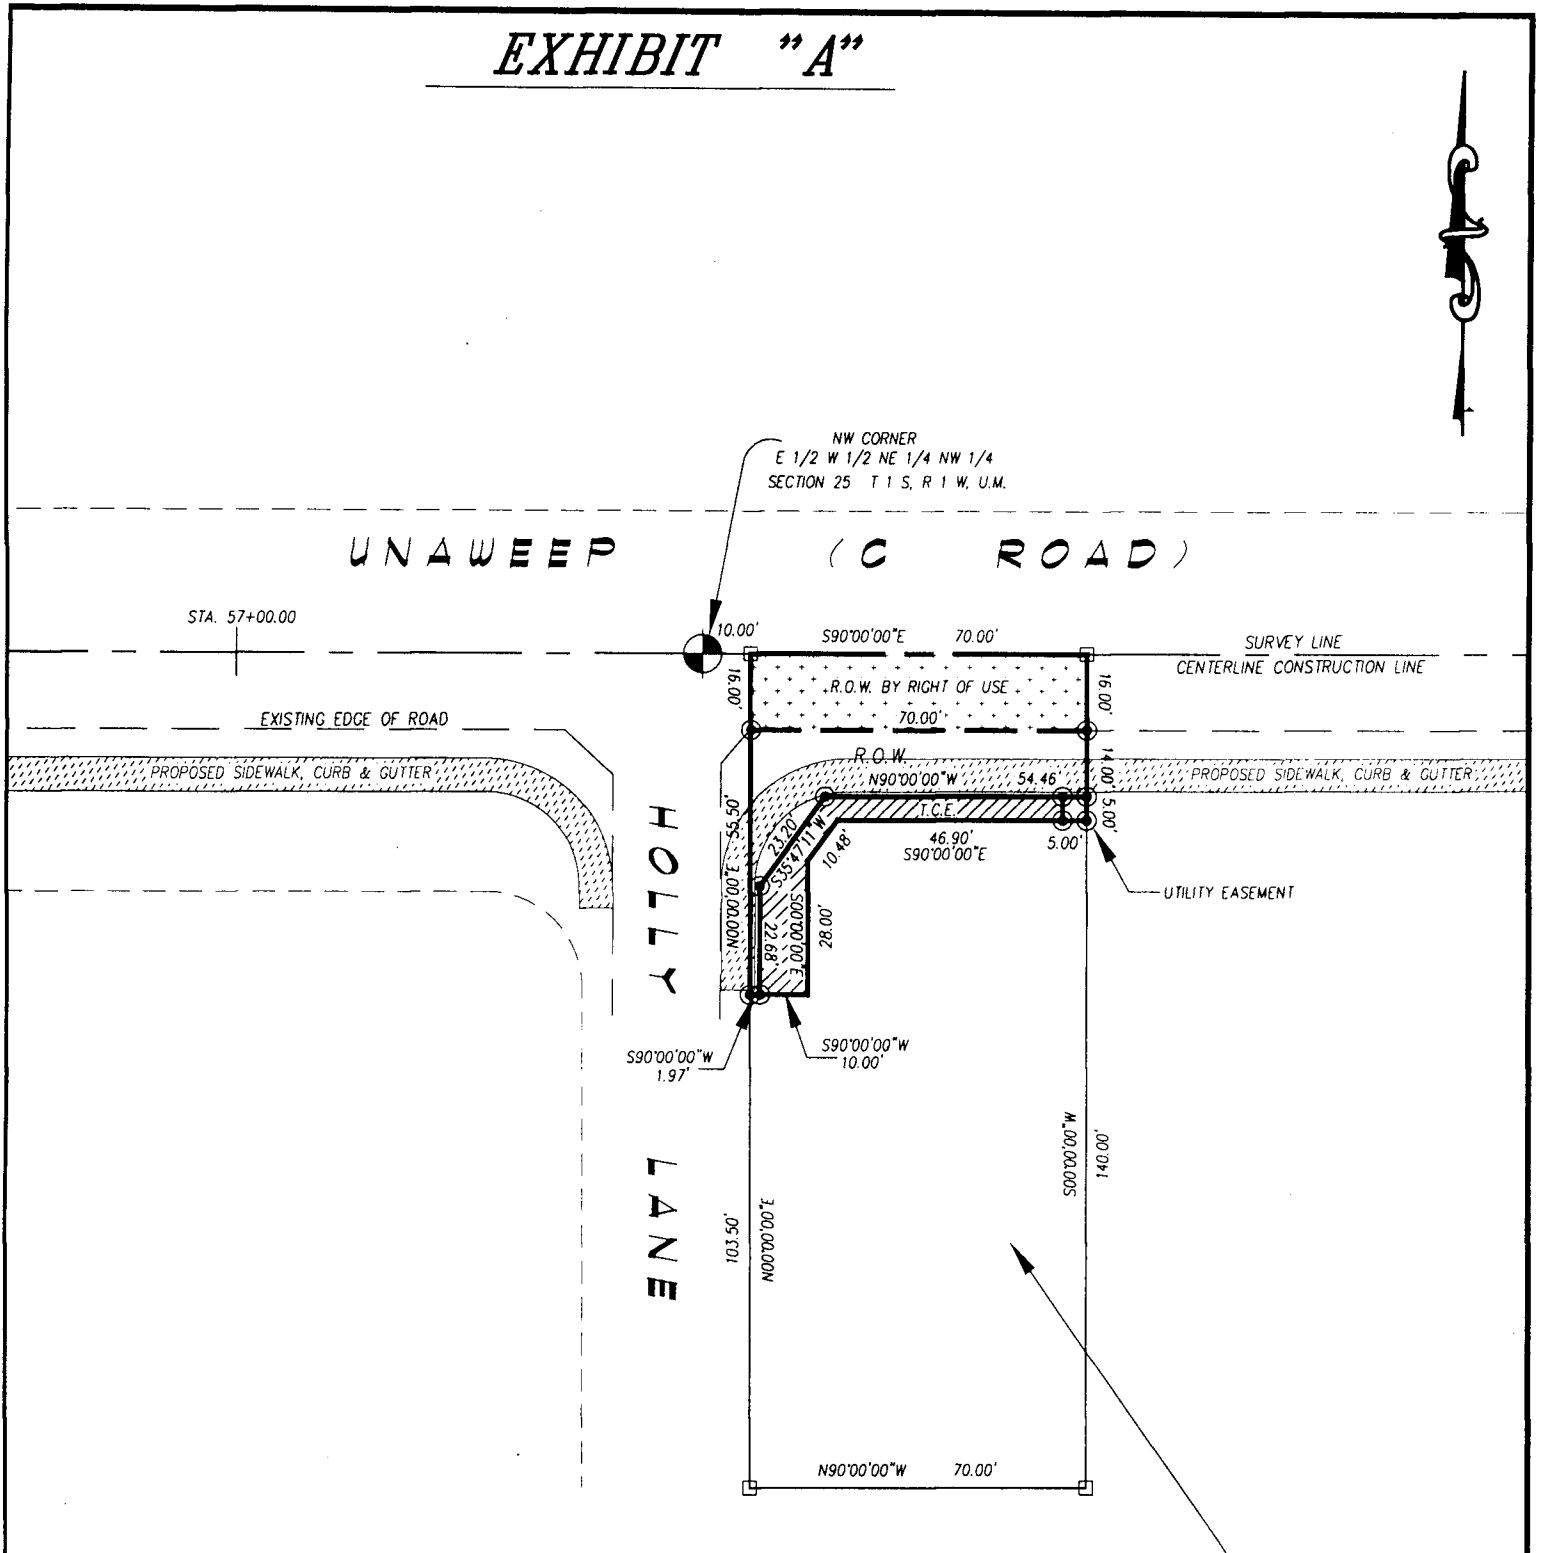 EXHIBIT "A"
NW CORNER
E 1/2 W 1/2 NE 1/4 NW 1/4
SECTION 25 T 1 S, R 1 W, U.M.
UNAWEEP (C ROAD)
STA. 57+00.00
10.00'
S90°00'00"E 70.00'
SURVEY LINE
CENTERLINE CONSTRUCTION LINE
16.00'
R.O.W. BY RIGHT OF USE
16.00'
70.00'
EXISTING EDGE OF ROAD
R.O.W.
14.00'
PROPOSED SIDEWALK, CURB & GUTTER
N90°00'00"W 54.46
PROPOSED SIDEWALK, CURB & GUTTER
T.C.E.
5.00'
46.90'
S90°00'00"E
5.00'
23.20'
S35°47'11"W
10.48'
UTILITY EASEMENT
N00°00'00"E 55.50'
22.68'
S00°00'00"E
28.00'
HOLLY LANE
S90°00'00"W
1.97'
S90°00'00"W
10.00'
S00°00'00"W
140.00'
103.50'
N00°00'00"E
N90°00'00"W 70.00'